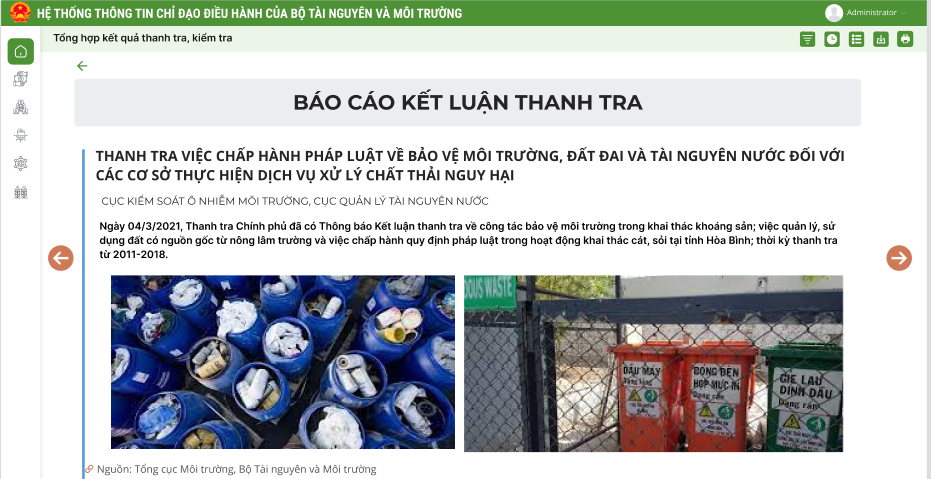 HỆ THỐNG THÔNG TIN CHỈ ĐẠO ĐIỀU HÀNH CỦA BỘ TÀI NGUYÊN VÀ MÔI TRƯỜNG
Administrator
Tổng hợp kết quả thanh tra, kiểm tra
BÁO CÁO KẾT LUẬN THANH TRA
THANH TRA VIỆC CHẤP HÀNH PHÁP LUẬT VỀ BẢO VỆ MÔI TRƯỜNG, ĐẤT ĐAI VÀ TÀI NGUYÊN NƯỚC ĐỐI VỚI
CÁC CƠ SỞ THỰC HIỆN DỊCH VỤ XỬ LÝ CHẤT THẢI NGUY HẠI
CỤC KIỂM SOÁT Ô NHIỄM MÔI TRƯỜNG, CỤC QUẢN LÝ TÀI NGUYÊN NƯỚC
Ngày 04/3/2021, Thanh tra Chính phủ đã có Thông báo Kết luận thanh tra về công tác bảo vệ môi trường trong khai thác khoáng sản; việc quản lý, sử
dụng đất có nguồn gốc từ nông lâm trường và việc chấp hành quy định pháp luật trong hoạt động khai thác cát, sỏi tại tỉnh Hòa Bình; thời kỳ thanh tra
từ 2011-2018.
DOUS WASTE
DẦU MÁY
Dạng lỏng
BÓNG ĐÈN
HỘP MỰC IN
Dạng rắn
GIẺ LAU
DÍNH DẦU
Dạng rắn
Nguồn: Tổng cục Môi trường, Bộ Tài nguyên và Môi trường